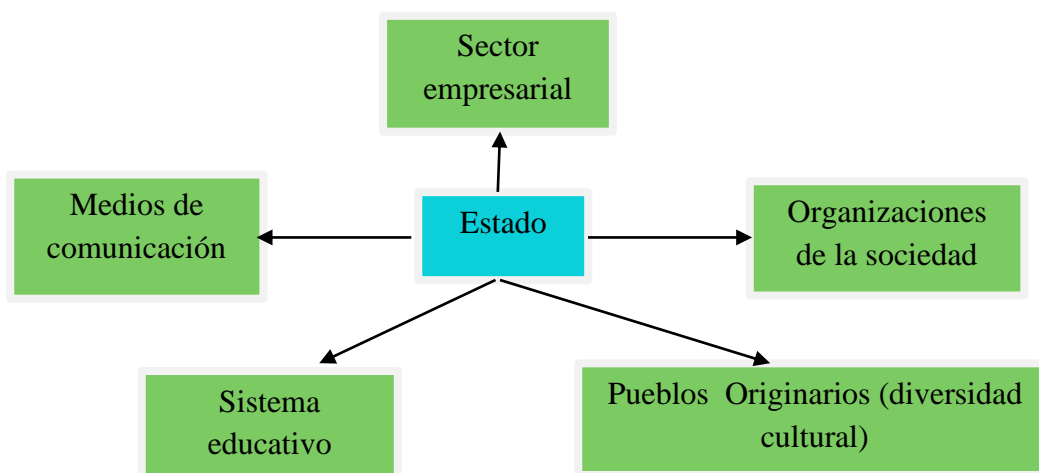 Sector
empresarial
Medios de
comunicación
Estado
Organizaciones
de la sociedad
Sistema
educativo
Pueblos  Originarios (diversidad
cultural)